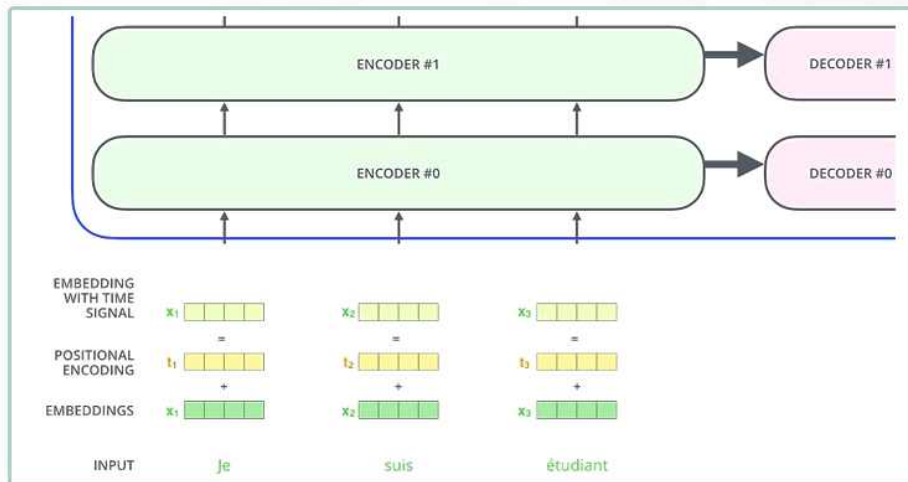 ENCODER #1
DECODER #1
ENCODER #0
DECODER #0
EMBEDDING
WITH TIME
SIGNAL
x₁
x₂
x₃
=
=
=
POSITIONAL
ENCODING
t₁
t₂
t₃
+
+
+
EMBEDDINGS
x₁
x₂
x₃
INPUT
Je
suis
étudiant